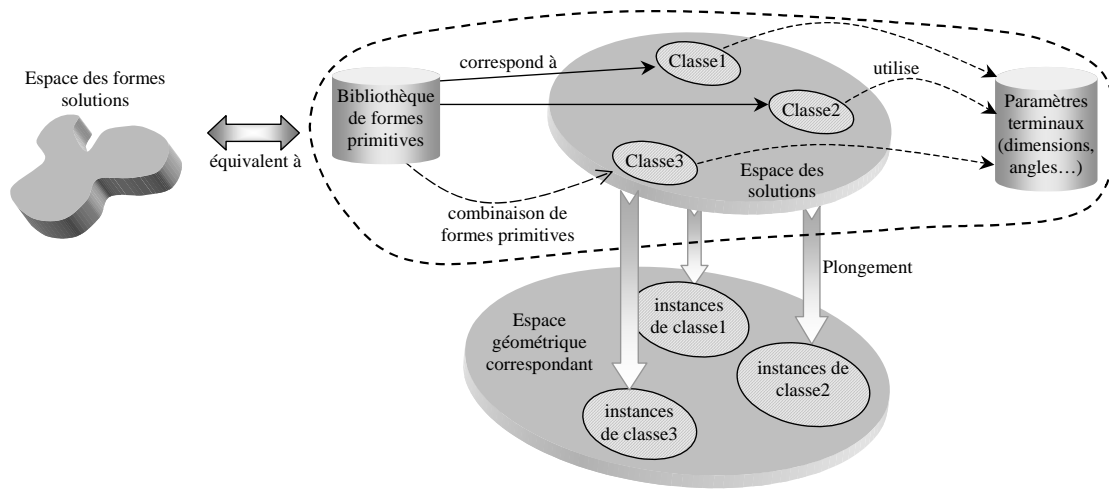 Espace des formes
solutions
équivalent à
Bibliothèque
de formes
primitives
correspond à
combinaison de
formes primitives
Classe1
Classe2
Classe3
Espace des
solutions
utilise
Paramètres
terminaux
(dimensions,
angles…)
Plongement
Espace
géométrique
correspondant
instances
de classe1
instances de
classe2
instances
de classe3